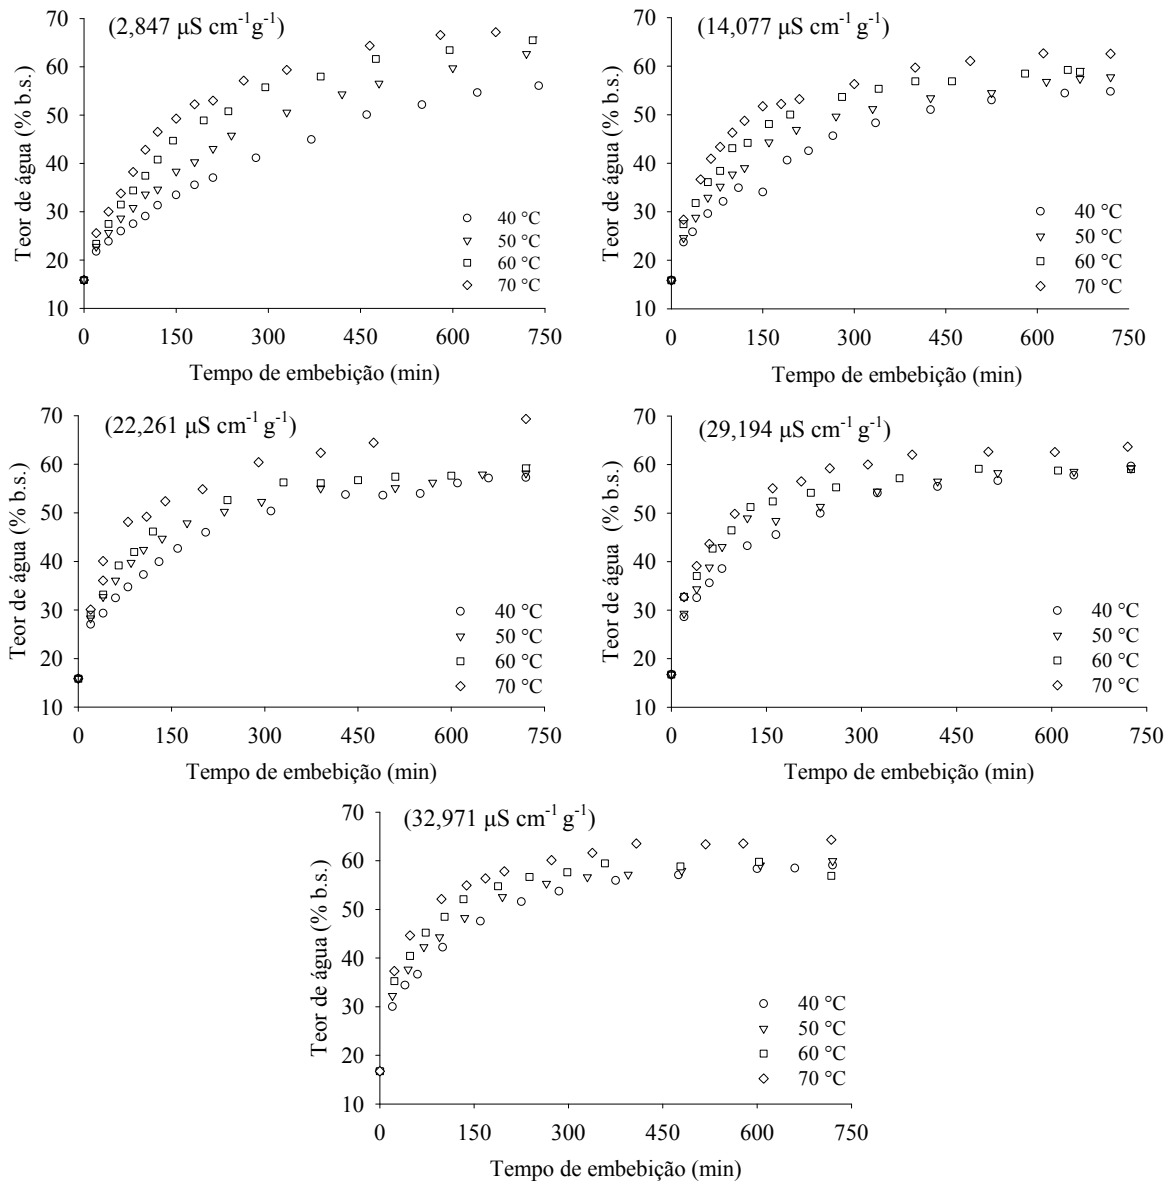 (2,847 μS cm⁻¹g⁻¹)
Teor de água (% b.s.)
70
60
50
40
30
20
10
40 °C
50 °C
60 °C
70 °C
0 150 300 450 600 750
Tempo de embebição (min)
(14,077 μS cm⁻¹g⁻¹)
Teor de água (% b.s.)
70
60
50
40
30
20
10
40 °C
50 °C
60 °C
70 °C
0 150 300 450 600 750
Tempo de embebição (min)
(22,261 μS cm⁻¹ g⁻¹)
Teor de água (% b.s.)
70
60
50
40
30
20
10
40 °C
50 °C
60 °C
70 °C
0 150 300 450 600 750
Tempo de embebição (min)
(29,194 μS cm⁻¹ g⁻¹)
Teor de água (% b.s.)
70
60
50
40
30
20
10
40 °C
50 °C
60 °C
70 °C
0 150 300 450 600 750
Tempo de embebição (min)
(32,971 μS cm⁻¹ g⁻¹)
Teor de água (% b.s.)
70
60
50
40
30
20
10
40 °C
50 °C
60 °C
70 °C
0 150 300 450 600 750
Tempo de embebição (min)